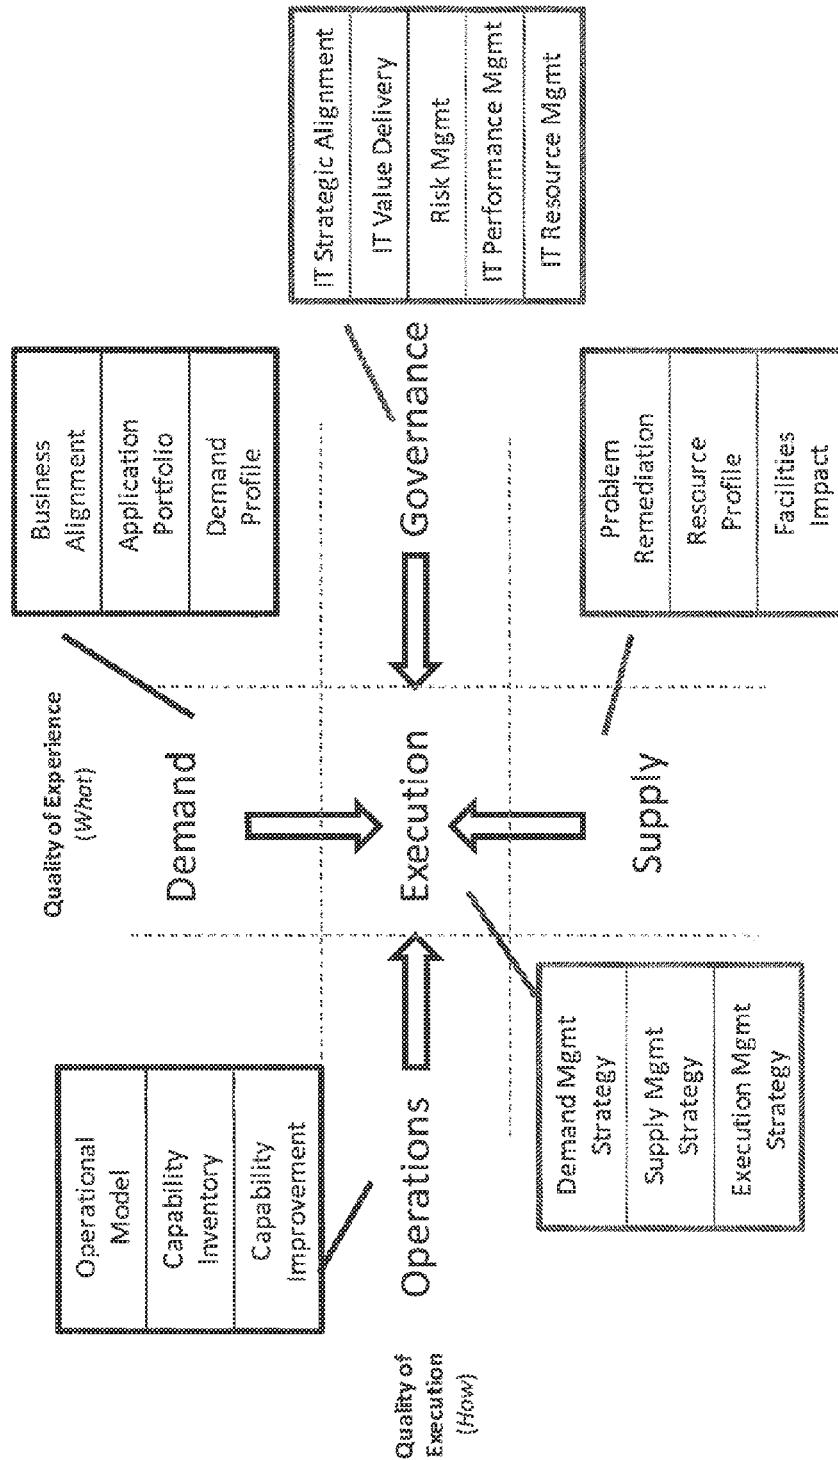 Quality of Experience
(What)
Demand
Business
Alignment
Application
Portfolio
Demand
Profile
Operational
Model
Capability
Inventory
Capability
Improvement
Quality of
Execution
(How)
Operations
Execution
Governance
IT Strategic Alignment
IT Value Delivery
Risk Mgmt
IT Performance Mgmt
IT Resource Mgmt
Demand Mgmt
Strategy
Supply Mgmt
Strategy
Execution Mgmt
Strategy
Supply
Problem
Remediation
Resource
Profile
Facilities
Impact